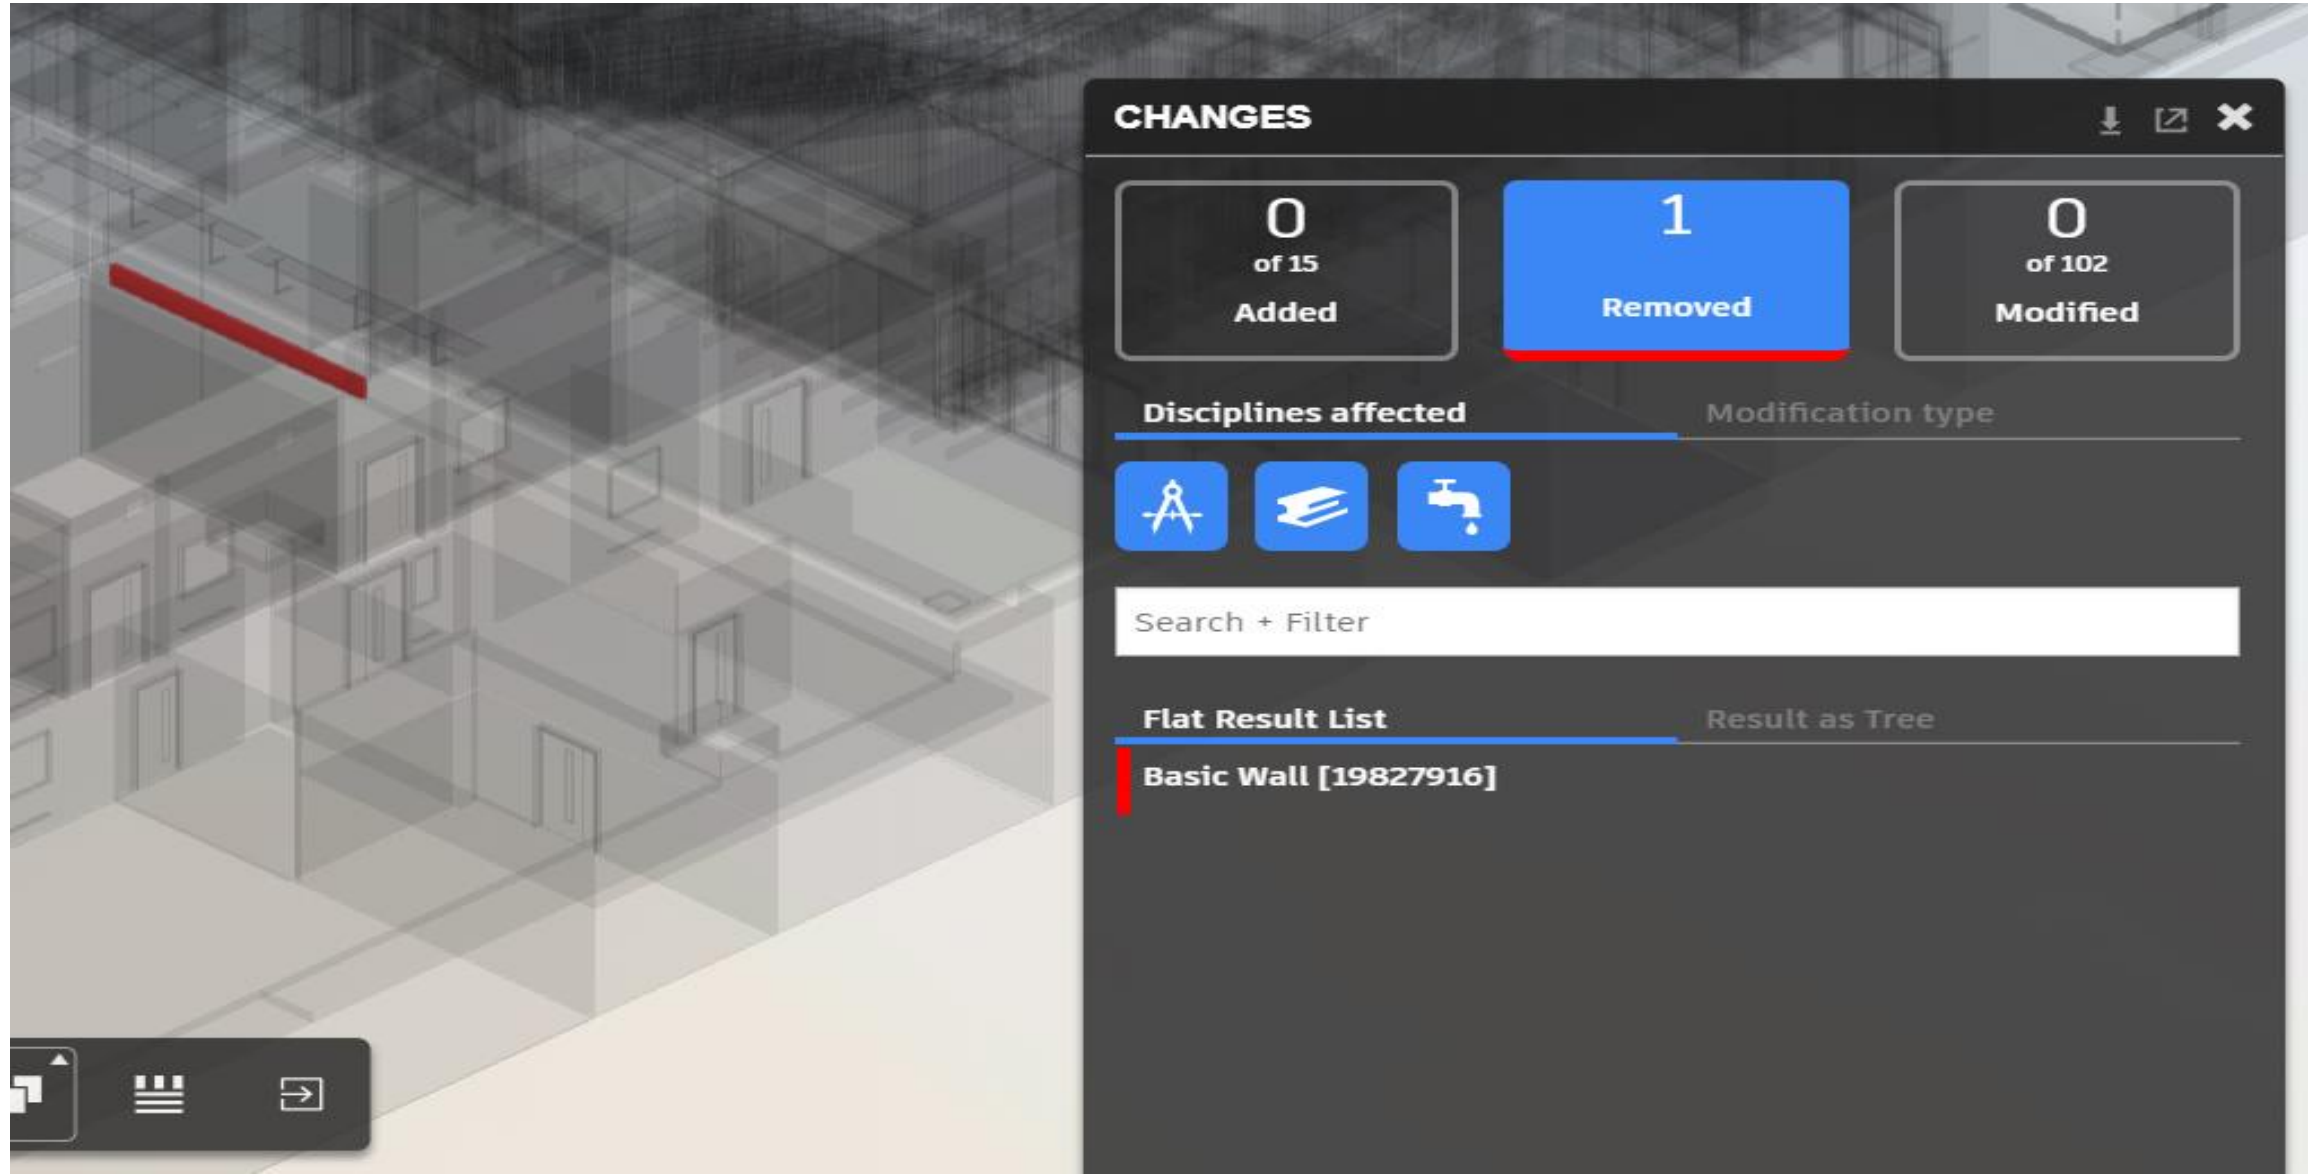 CHANGES
0
of 15
Added
1
Removed
0
of 102
Modified
Disciplines affected
Modification type
Search + Filter
Flat Result List
Result as Tree
Basic Wall [19827916]